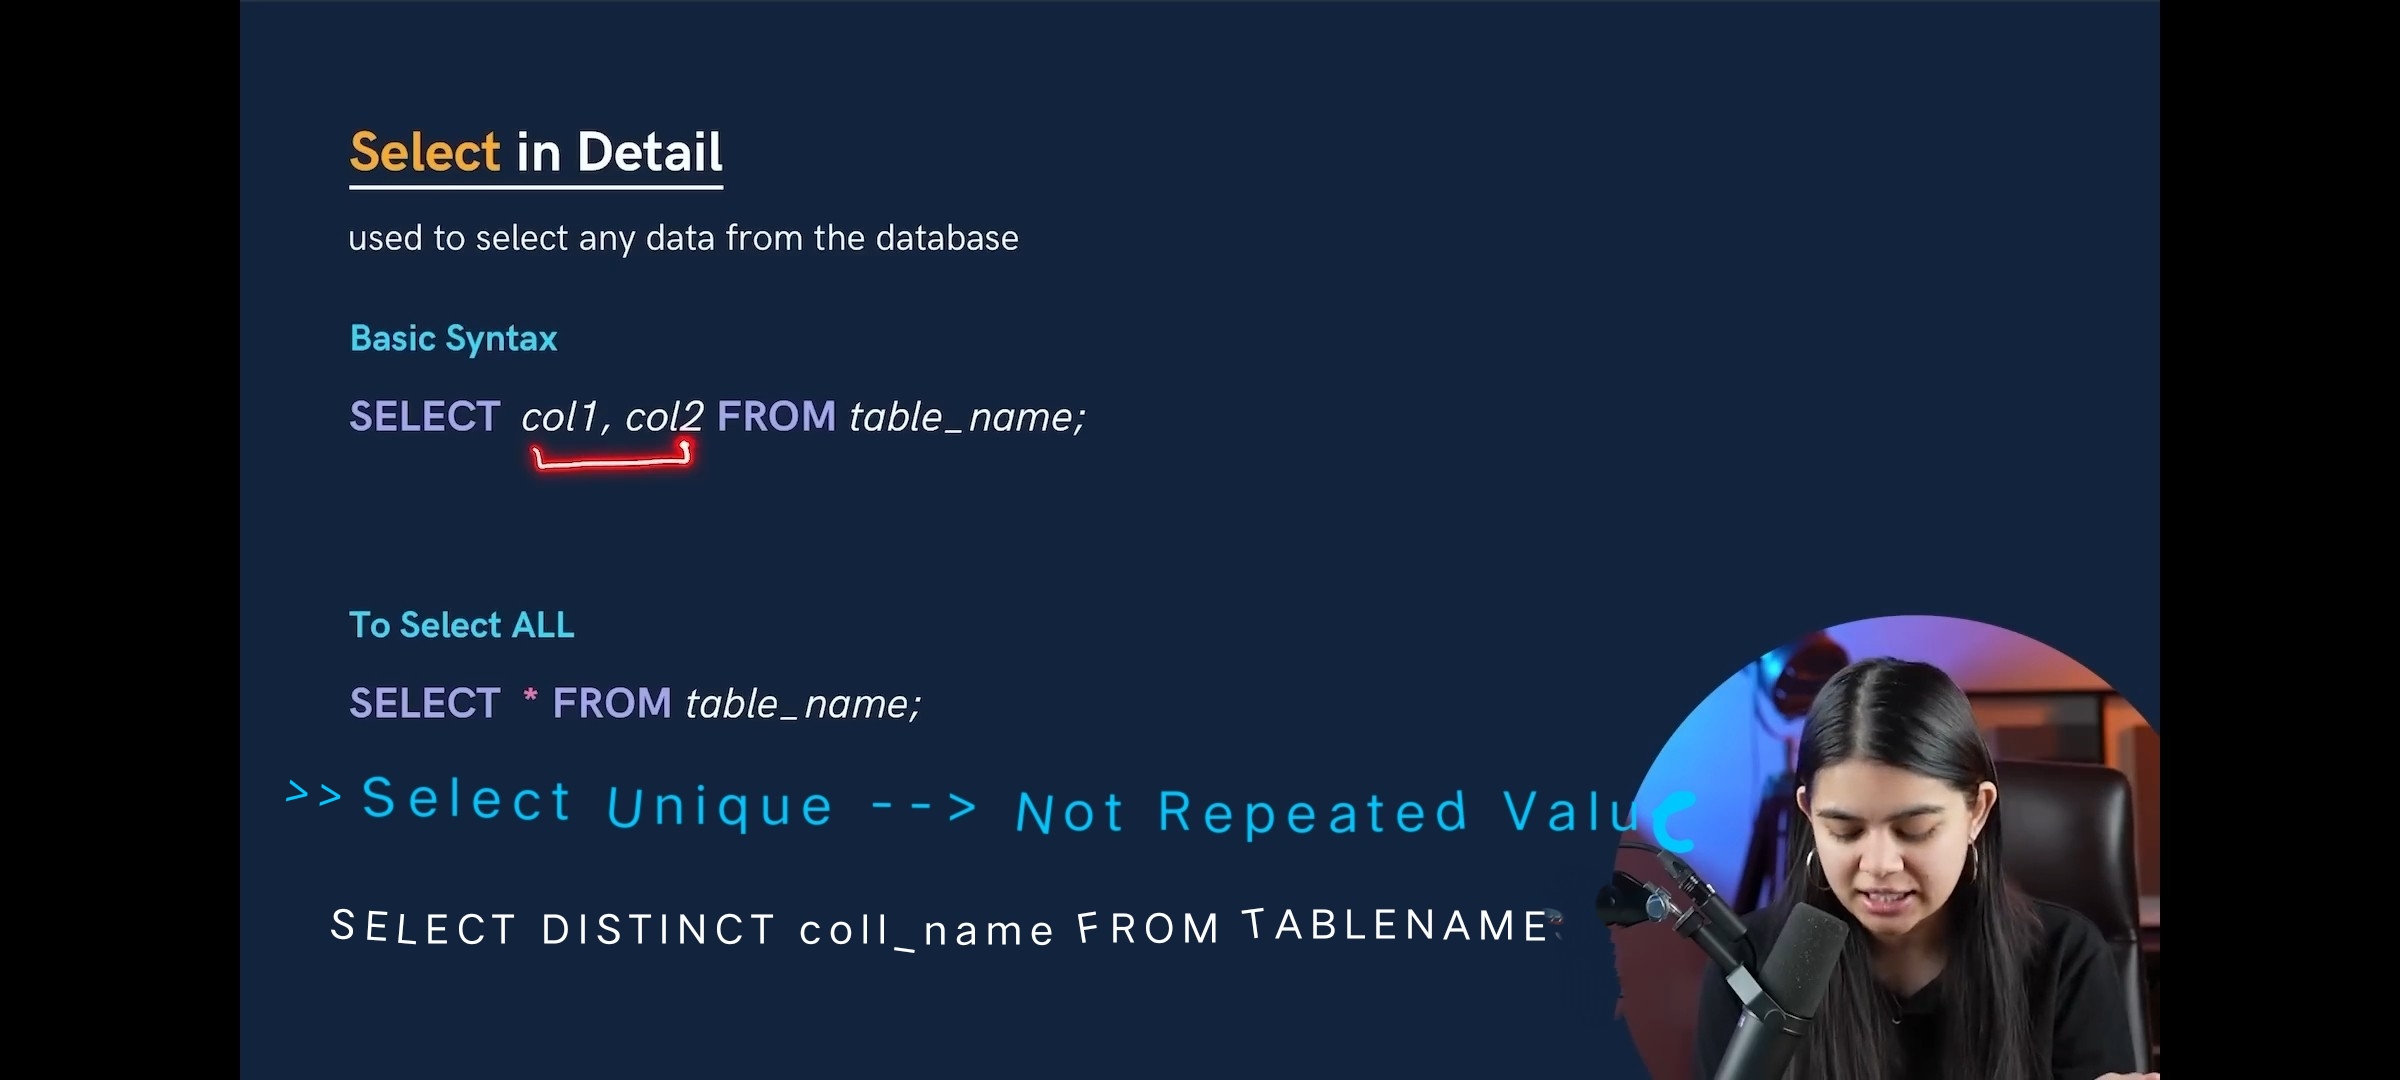 Select in Detail
used to select any data from the database
Basic Syntax
SELECT col1, col2 FROM table_name;
To Select ALL
SELECT * FROM table_name;
>> Select Unique --> Not Repeated Value
SELECT DISTINCT coll_name FROM TABLENAME